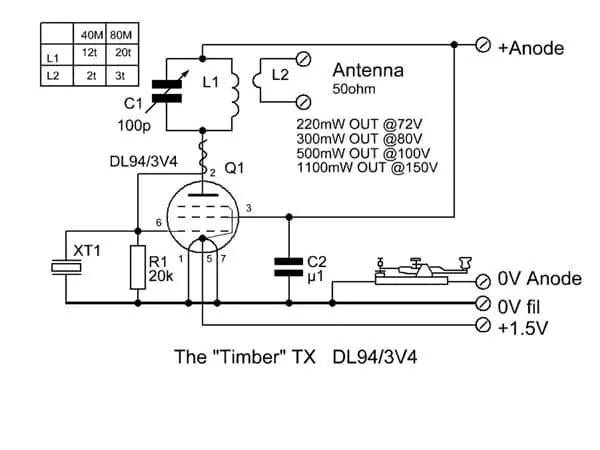 40M 80M
L1 12t 20t
L2 2t 3t
+Anode
C1
100p
L1
L2
Antenna
50ohm
220mW OUT @72V
300mW OUT @80V
500mW OUT @100V
1100mW OUT @150V
DL94/3V4
2
Q1
3
6
1
5
7
XT1
R1
20k
C2
µ1
0V Anode
0V fil
+1.5V
The "Timber" TX DL94/3V4